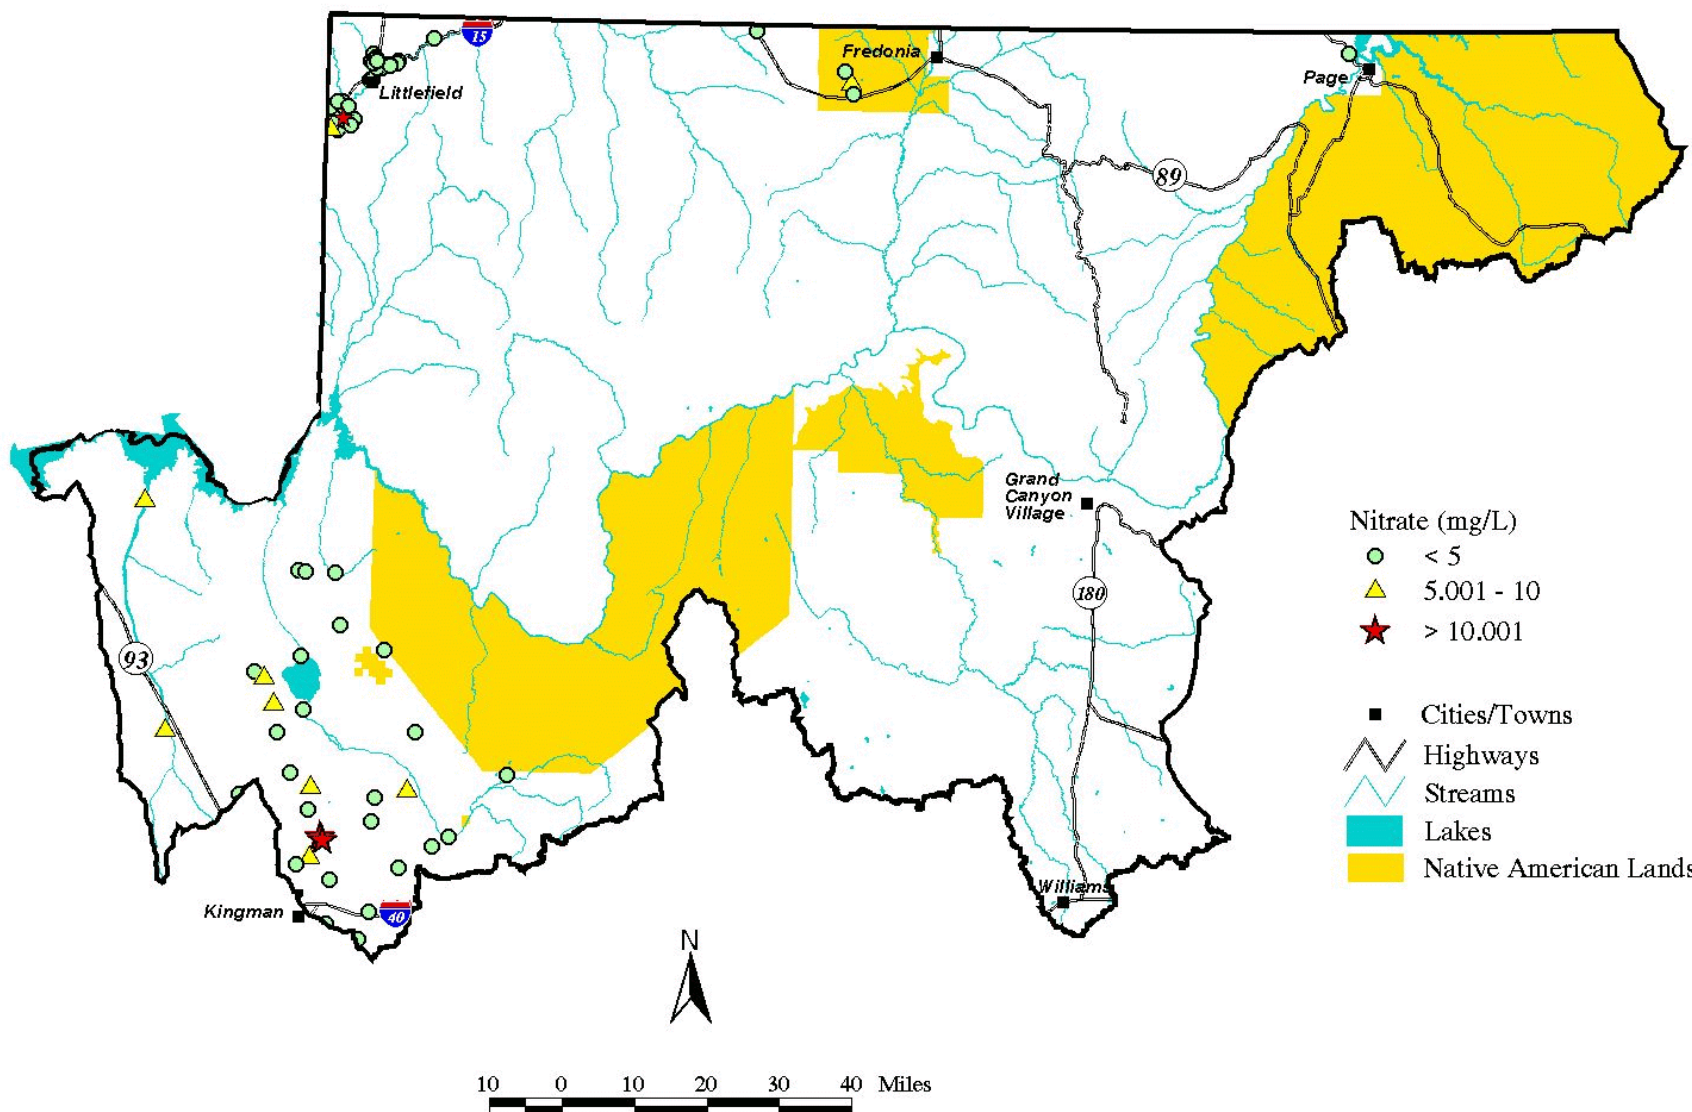 15
Fredonia
Littlefield
Page
89
Grand
Canyon
Village
Nitrate (mg/L)
< 5
180
5.001 - 10
> 10.001
93
Cities/Towns
Highways
Streams
Lakes
Native American Lands
Williams
Kingman
40
N
10 0 10 20 30 40 Miles